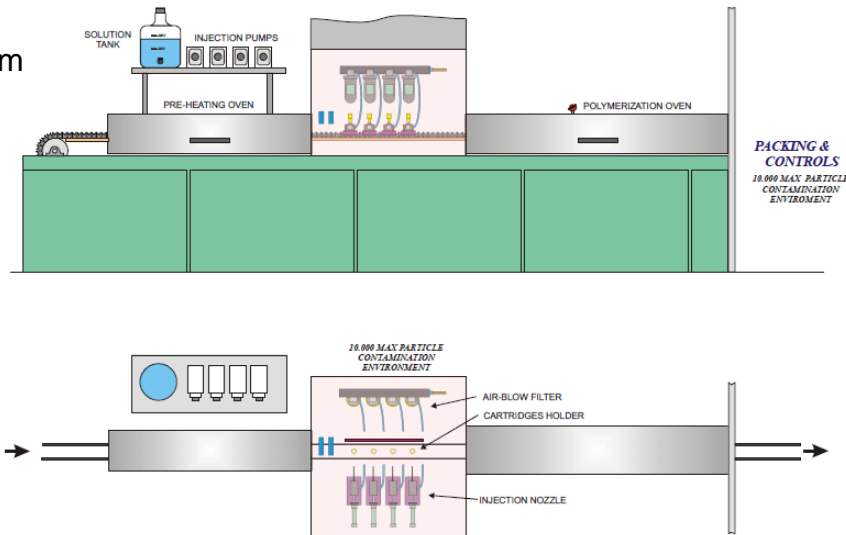 m
SOLUTION
TANK
INJECTION PUMPS
PRE-HEATING OVEN
POLYMERIZATION OVEN
PACKING &
CONTROLS
10.000 MAX PARTICLE
CONTAMINATION
ENVIROMENT
10.000 MAX PARTICLE
CONTAMINATION
ENVIRONMENT
AIR-BLOW FILTER
CARTRIDGES HOLDER
INJECTION NOZZLE